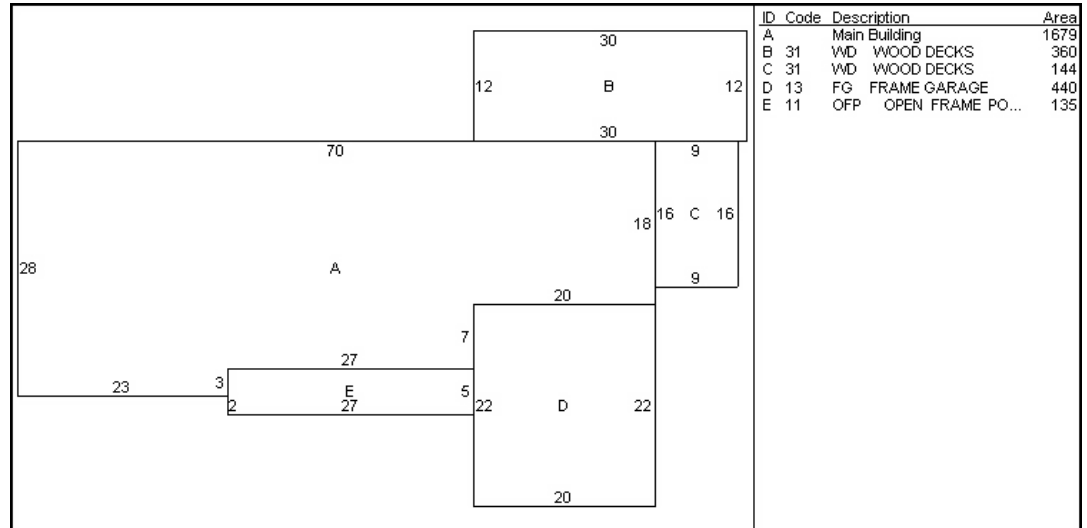 ID Code Description Area
A Main Building 1679
B 31 WD WOOD DECKS 360
C 31 WD WOOD DECKS 144
D 13 FG FRAME GARAGE 440
E 11 OFP OPEN FRAME PO... 135
30
12 B 12
30
70 9
18 16 C 16
28 A
9
20
7
27
23 3 E 5
2 27 22 D 22
20